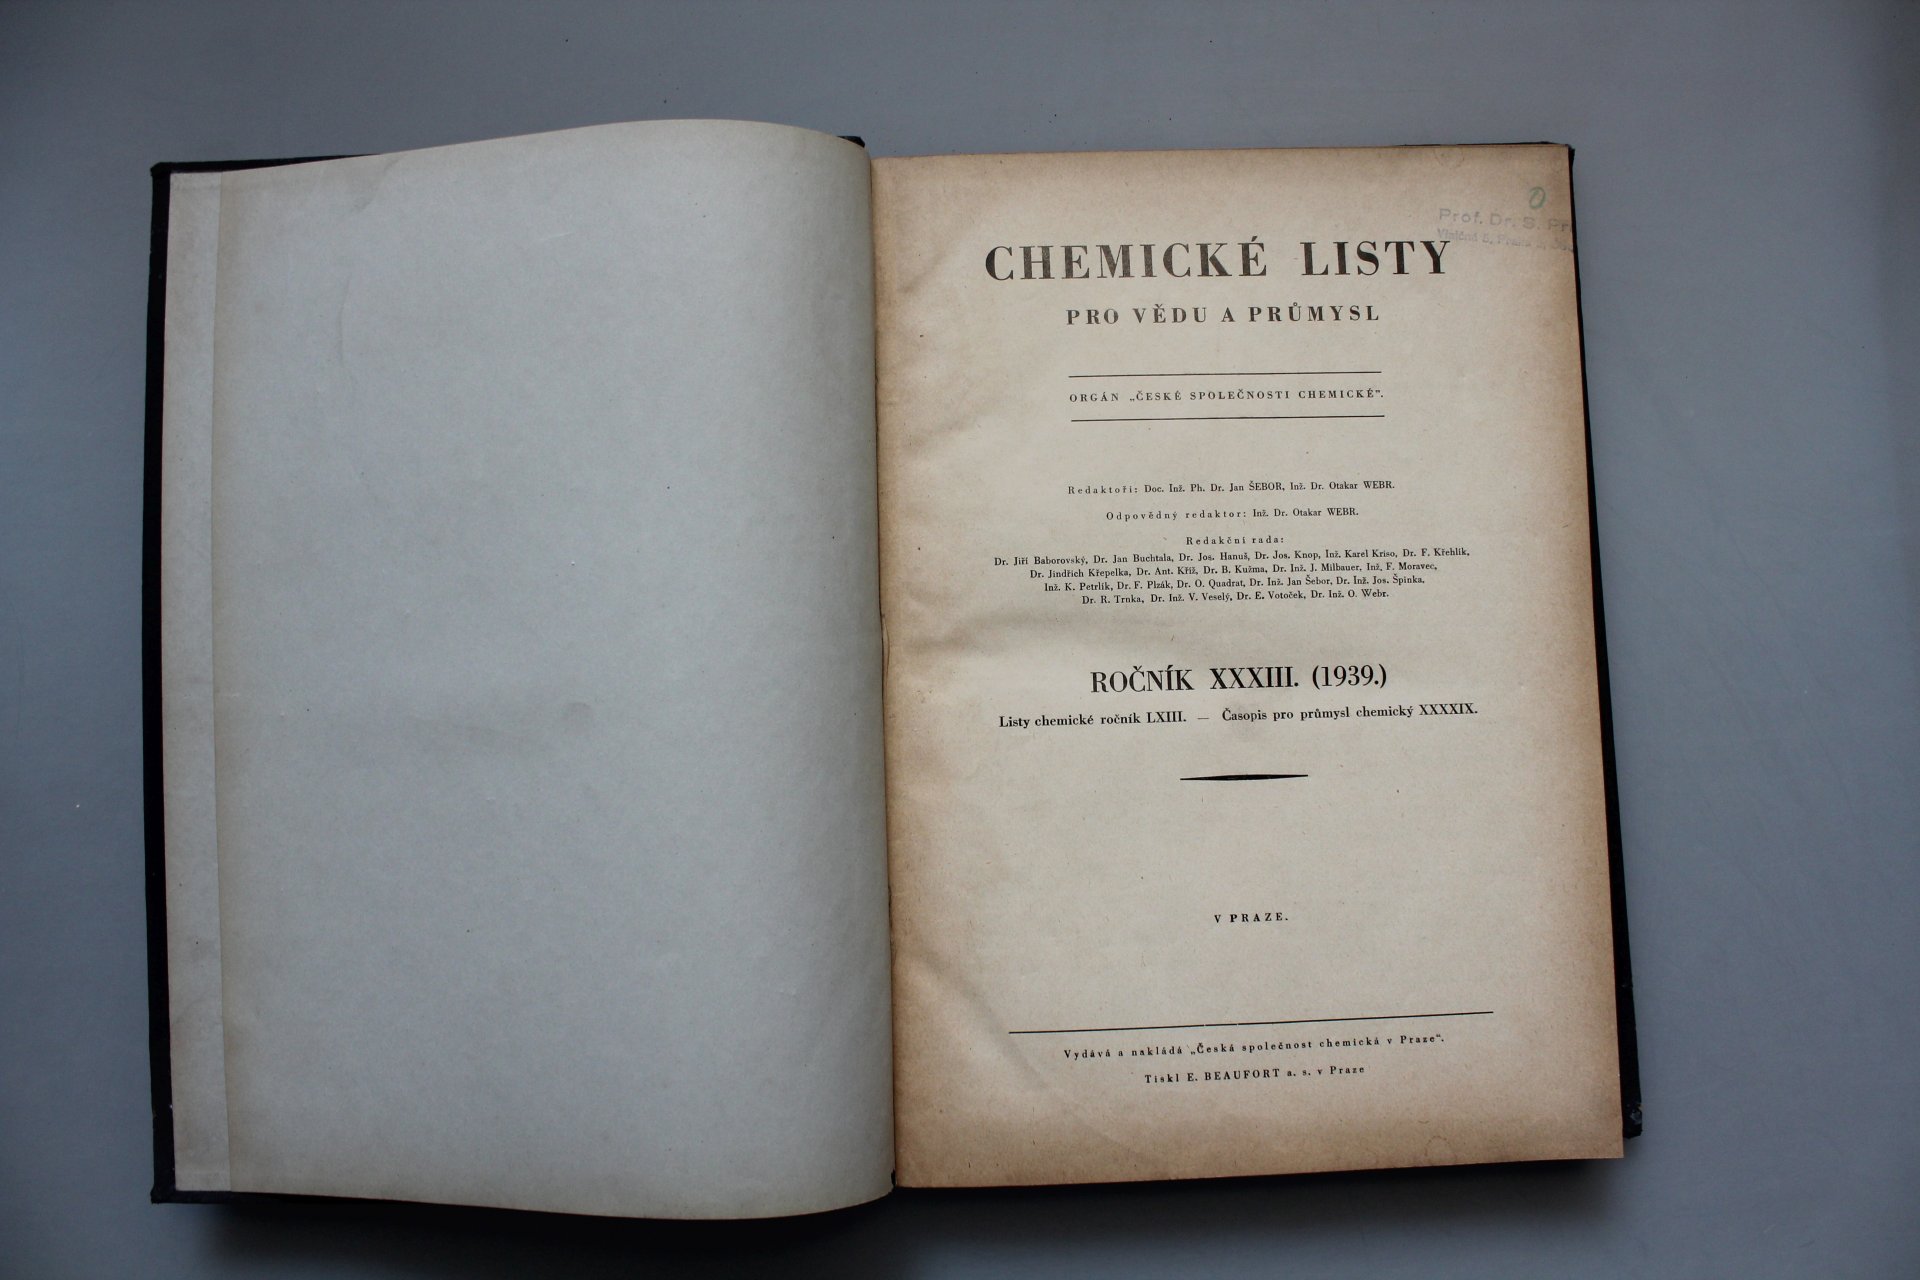 O
Prof. Dr. S. Pr
CHEMICKÉ LISTY
PRO VĚDU A PRŮMYSL
ORGÁN „ČESKÉ SPOLEČNOSTI CHEMICKÉ”.
Redaktoři: Doc. Inž. Ph. Dr. Jan ŠEBOR, Inž. Dr. Otakar WEBR.
Odpovědný redaktor: Inž. Dr. Otakar WEBR.
Redakční rada:
Dr. Jiří Baborovský, Dr. Jan Buchtala, Dr. Jos. Hanuš, Dr. Jos. Knop, Inž. Karel Kriso, Dr. F. Křehlík,
Dr. Jindřich Křepelka, Dr. Ant. Kříž, Dr. B. Kužma, Dr. Inž. J. Milbauer, Inž. F. Moravec,
Inž. K. Petrlík, Dr. F. Plzák, Dr. O. Quadrat, Dr. Inž. Jan Šebor, Dr. Inž. Jos. Špinka,
Dr. R. Trnka, Dr. Inž. V. Veselý, Dr. E. Votoček, Dr. Inž. O. Webr.
ROČNÍK XXXIII. (1939.)
Listy chemické ročník LXIII. — Časopis pro průmysl chemický XXXXIX.
V PRAZE.
Vydává a nakládá „Česká společnost chemická v Praze“.
Tiskl E. BEAUFORT a. s. v Praze